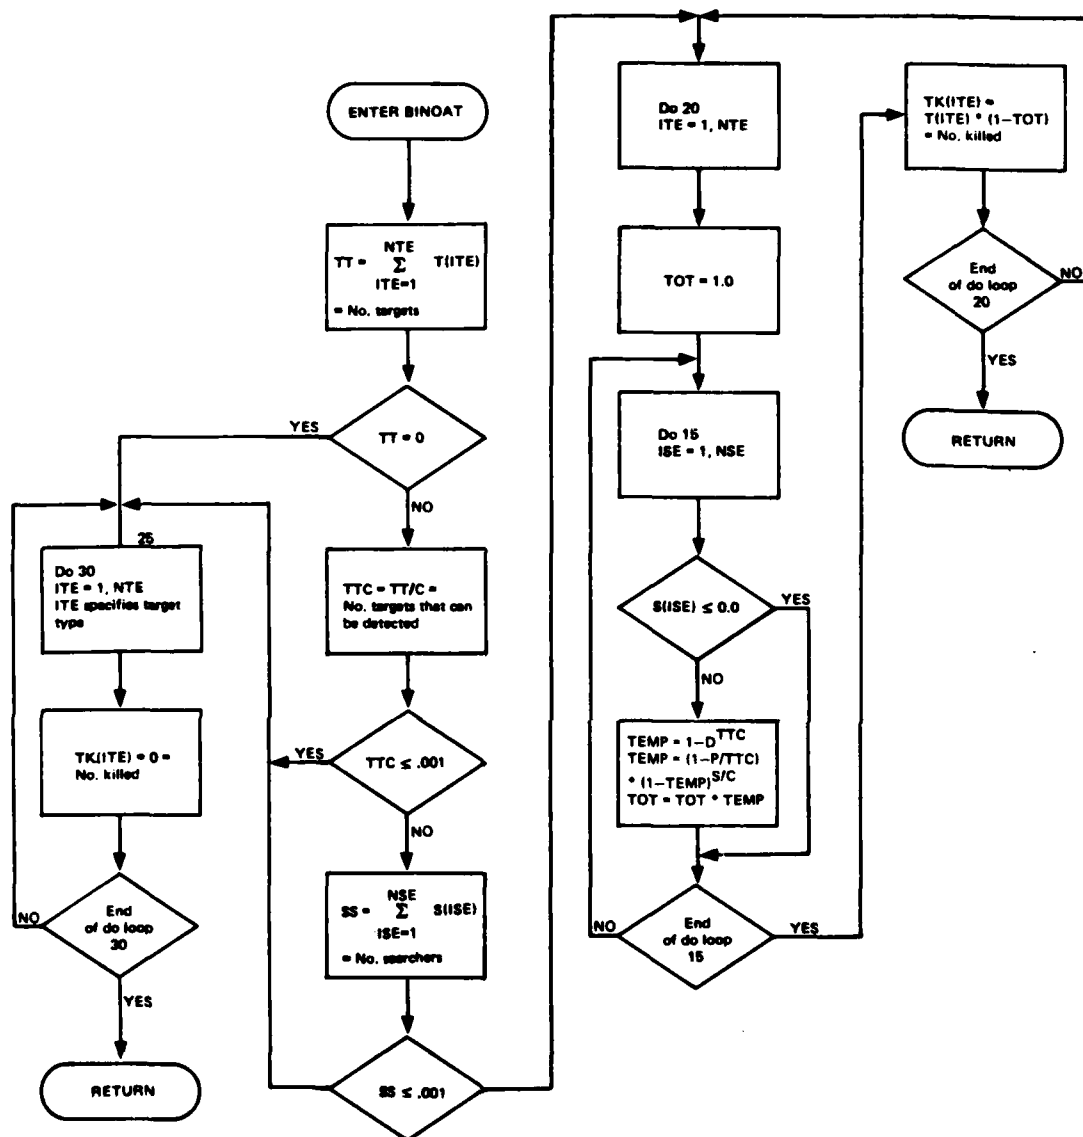 ENTER BINOAT
NTE
TT = Σ T(ITE)
ITE=1
= No. targets
TT = 0
YES
NO
25
Do 30
ITE = 1, NTE
ITE specifies target
type
TK(ITE) = 0 =
No. killed
End
of do loop
30
NO
YES
RETURN
TTC = TT/C =
No. targets that can
be detected
TTC ≤ .001
YES
NO
NSE
SS = Σ S(ISE)
ISE=1
= No. searchers
SS ≤ .001
Do 20
ITE = 1, NTE
TOT = 1.0
Do 15
ISE = 1, NSE
S(ISE) ≤ 0.0
YES
NO
TEMP = 1–D^TTC
TEMP = (1–P/TTC)
* (1–TEMP)^S/C
TOT = TOT * TEMP
End
of do loop
15
NO
YES
TK(ITE) =
T(ITE) * (1–TOT)
= No. killed
End
of do loop
20
NO
YES
RETURN